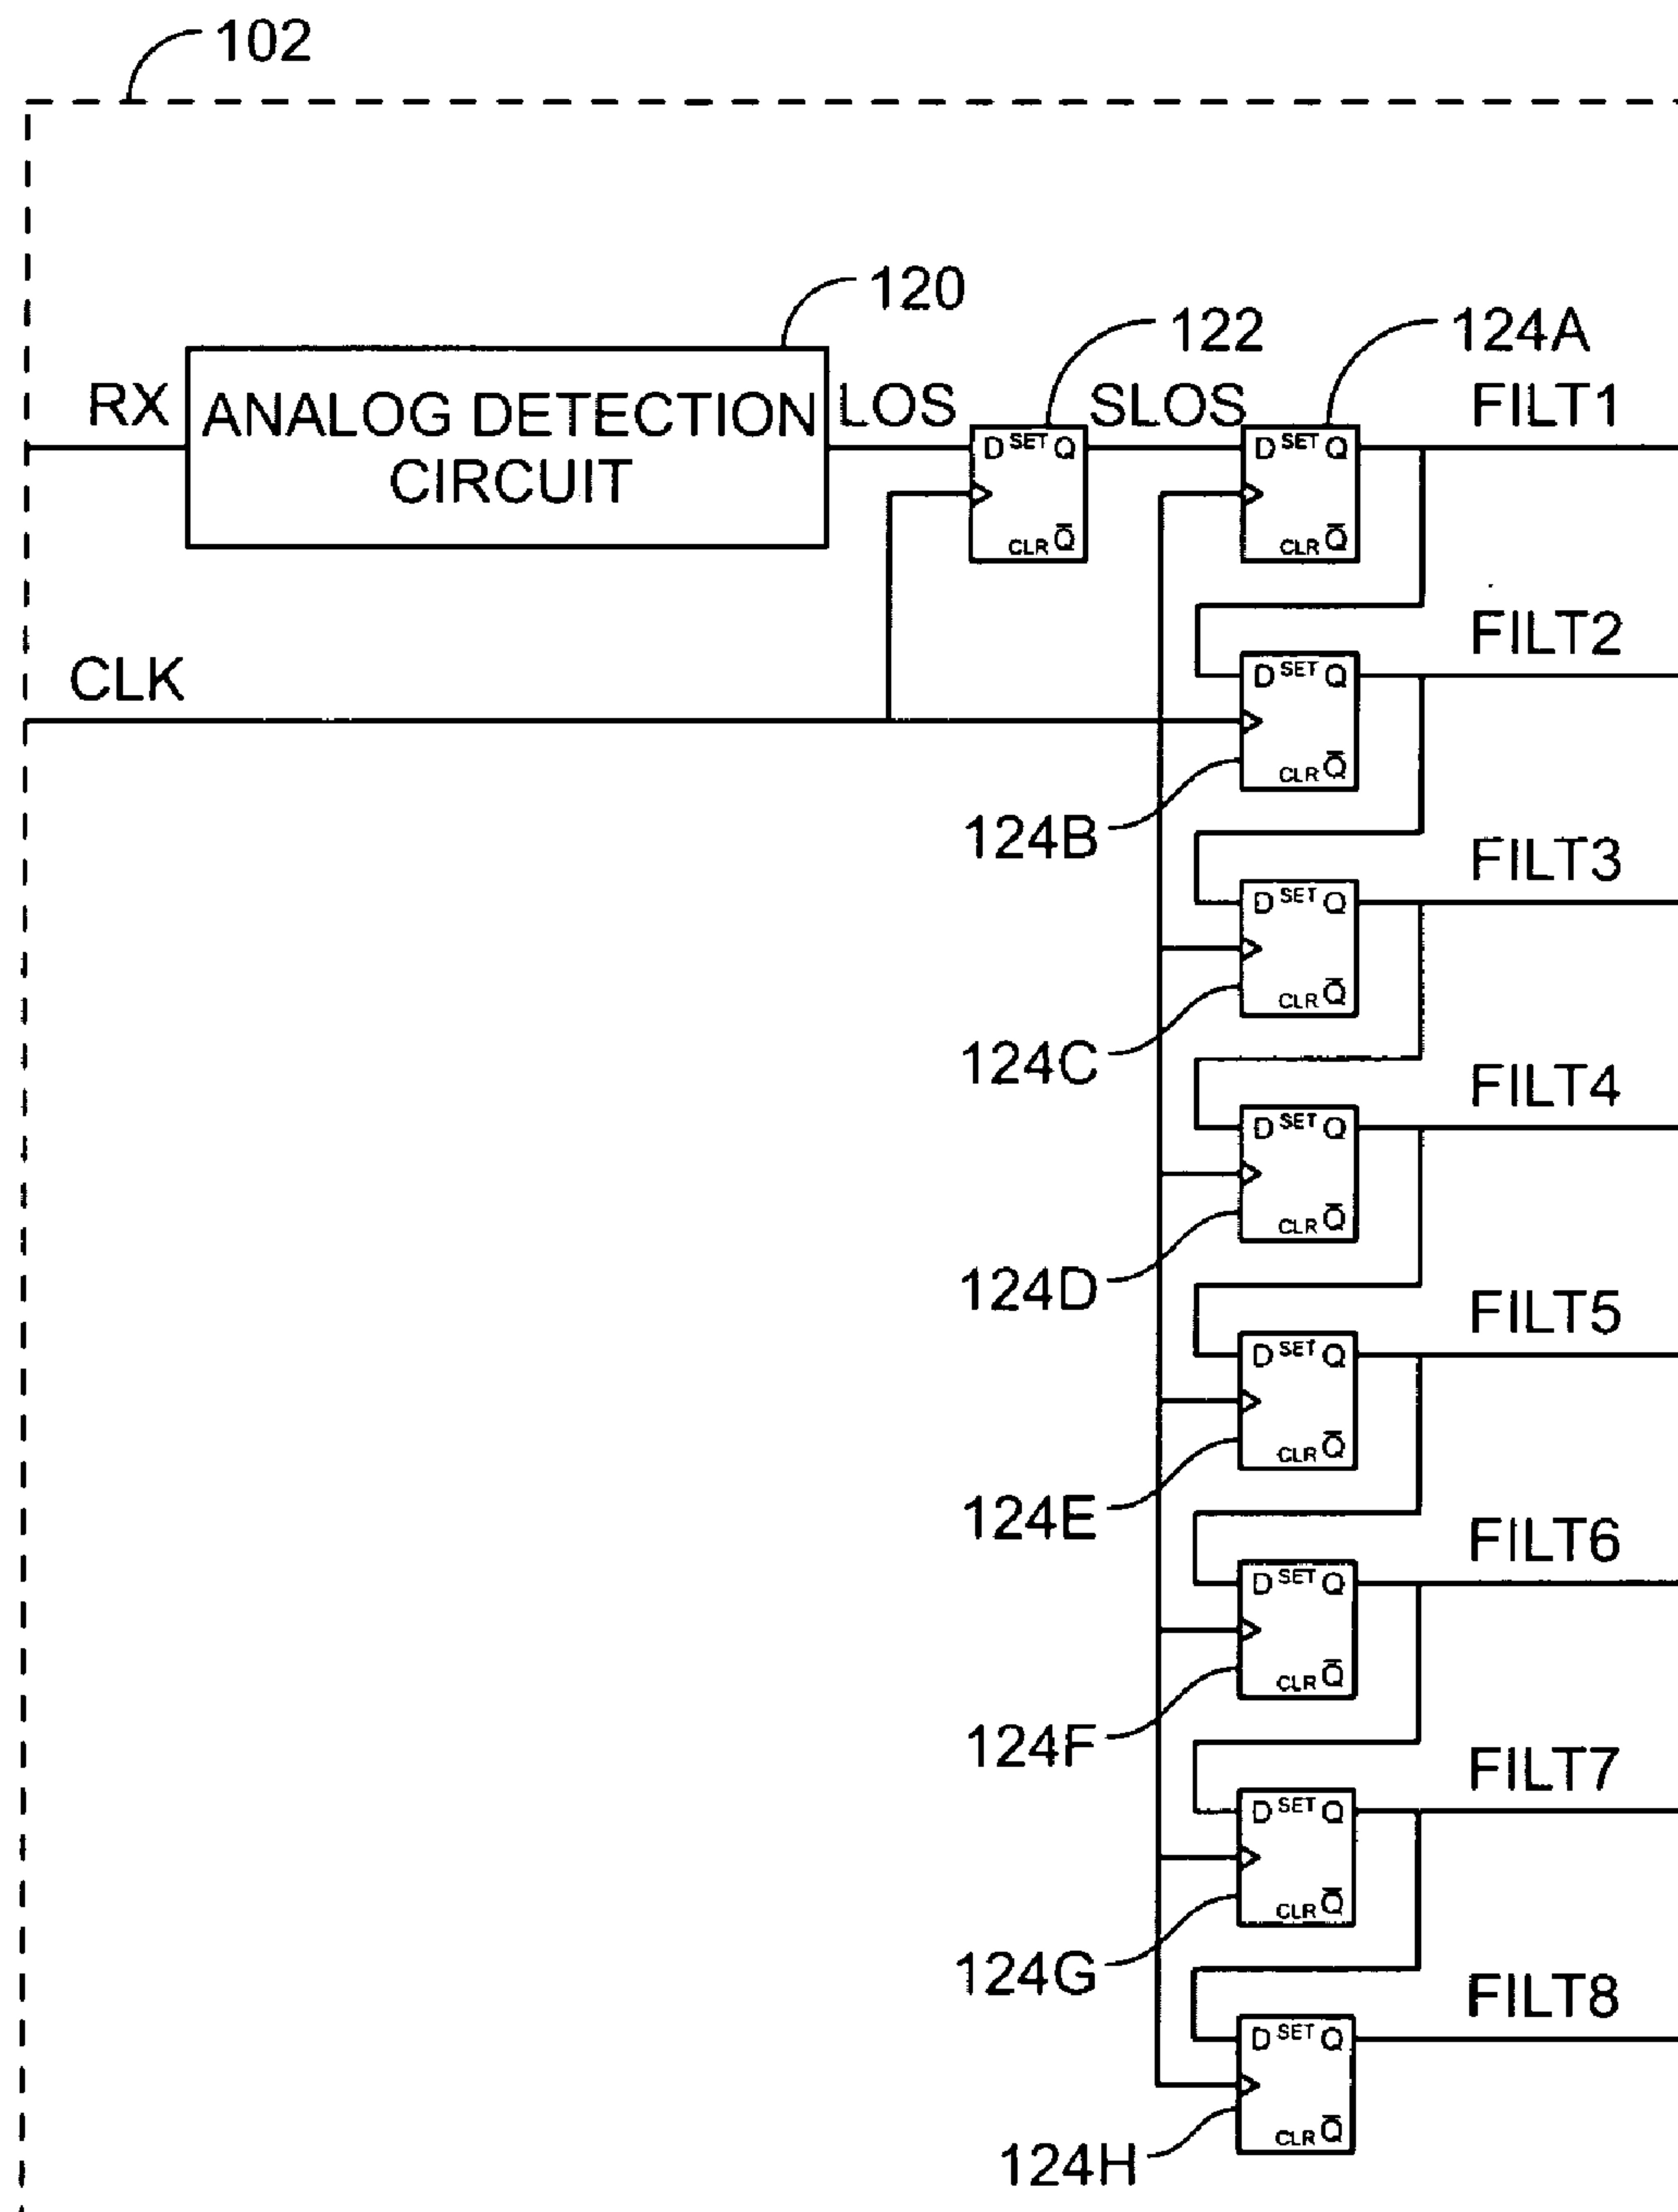 102
120
122
124A
RX
ANALOG DETECTION
CIRCUIT
LOS
SLOS
FILT1
D SET Q
CLR Q̅
D SET Q
CLR Q̅
CLK
FILT2
D SET Q
CLR Q̅
124B
FILT3
D SET Q
CLR Q̅
124C
FILT4
D SET Q
CLR Q̅
124D
FILT5
D SET Q
CLR Q̅
124E
FILT6
D SET Q
CLR Q̅
124F
FILT7
D SET Q
CLR Q̅
124G
FILT8
D SET Q
CLR Q̅
124H